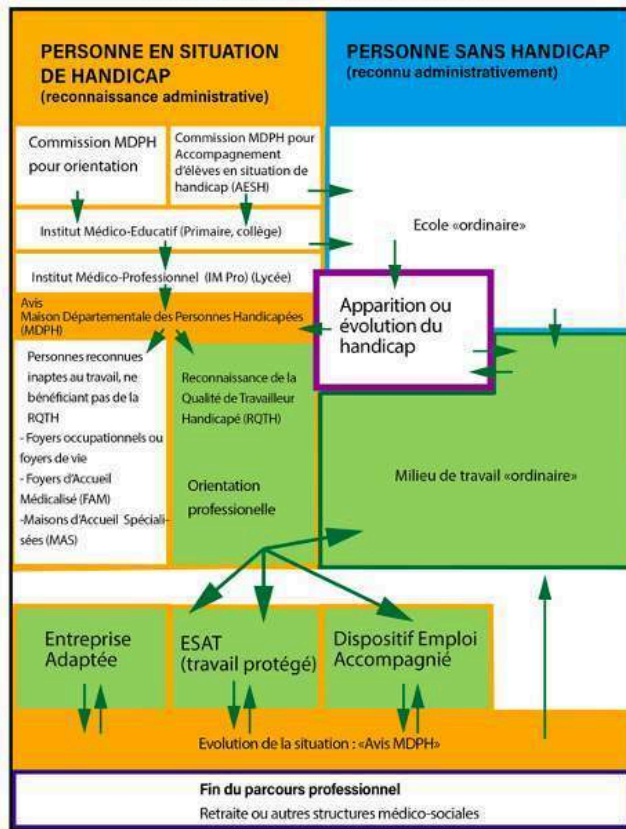 PERSONNE EN SITUATION
DE HANDICAP
(reconnaissance administrative)
PERSONNE SANS HANDICAP
(reconnu administrativement)
Commission MDPH
pour orientation
Commission MDPH pour
Accompagnement
d'élèves en situation de
handicap (AESH)
Ecole «ordinaire»
Institut Médico-Educatif (Primaire, collège)
Institut Médico-Professionnel (IM Pro) (Lycée)
Avis
Maison Départementale des Personnes Handicapées
(MDPH)
Apparition ou
évolution du
handicap
Personnes reconnues
inaptes au travail, ne
bénéficiant pas de la
RQTH
- Foyers occupationnels ou
foyers de vie
- Foyers d'Accueil
Médicalisé (FAM)
-Maisons d'Accueil Spéciali-
sées (MAS)
Reconnaissance de la
Qualité de Travailleur
Handicapé (RQTH)
Orientation
professionelle
Milieu de travail «ordinaire»
Entreprise
Adaptée
ESAT
(travail protégé)
Dispositif Emploi
Accompagnié
Evolution de la situation : «Avis MDPH»
Fin du parcours professionnel
Retraite ou autres structures médico-sociales